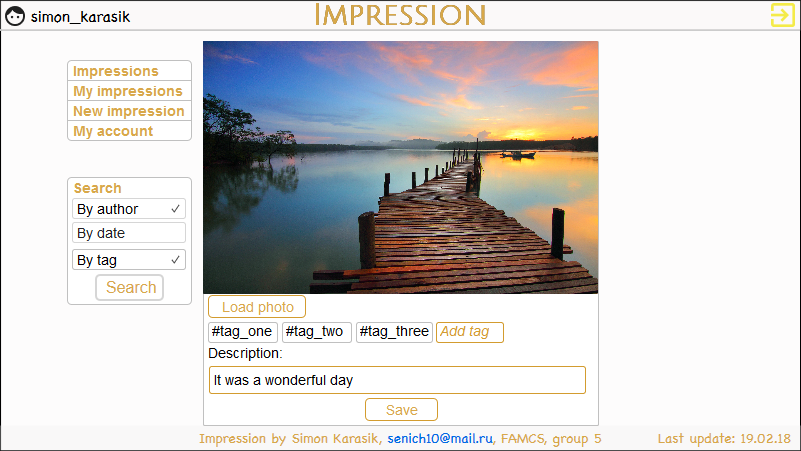 simon_karasik
IMPRESSION
Impressions
My impressions
New impression
My account
Search
By author
By date
By tag
Search
Load photo
#tag_one #tag_two #tag_three Add tag
Description:
It was a wonderful day
Save
Impression by Simon Karasik, senich10@mail.ru, FAMCS, group 5
Last update: 19.02.18